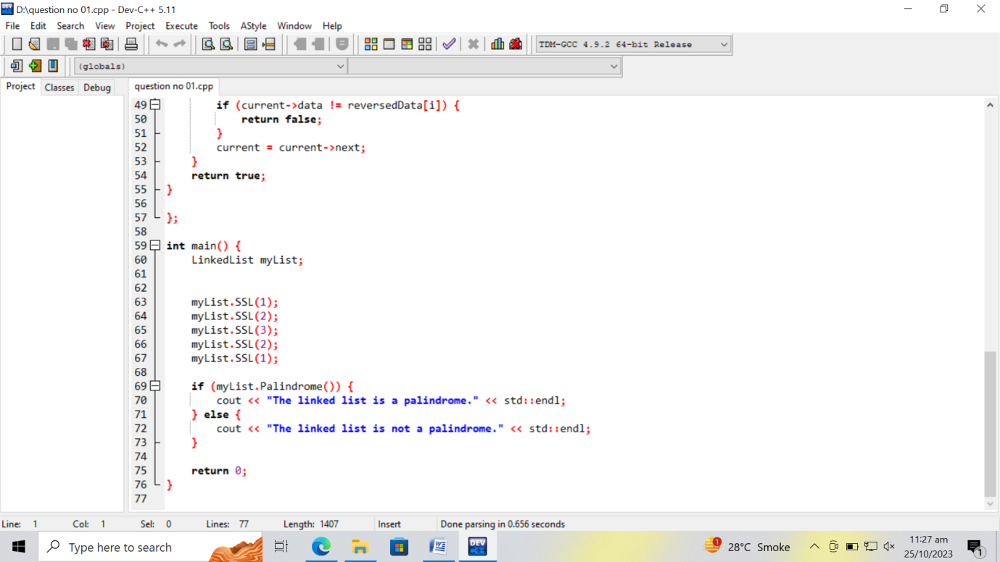 D:\question no 01.cpp - Dev-C++ 5.11
File Edit Search View Project Execute Tools AStyle Window Help
TDM-GCC 4.9.2 64-bit Release
(globals)
Project Classes Debug question no 01.cpp
49 if (current->data != reversedData[i]) {
50 return false;
51 }
52 current = current->next;
53 }
54 return true;
55 }
56
57 };
58
59 int main() {
60 LinkedList myList;
61
62
63 myList.SSL(1);
64 myList.SSL(2);
65 myList.SSL(3);
66 myList.SSL(2);
67 myList.SSL(1);
68
69 if (myList.Palindrome()) {
70 cout << "The linked list is a palindrome." << std::endl;
71 } else {
72 cout << "The linked list is not a palindrome." << std::endl;
73 }
74
75 return 0;
76 }
77
Line: 1 Col: 1 Sel: 0 Lines: 77 Length: 1407 Insert Done parsing in 0.656 seconds
Type here to search
DEV C++
1
28°C Smoke
11:27 am
25/10/2023
1